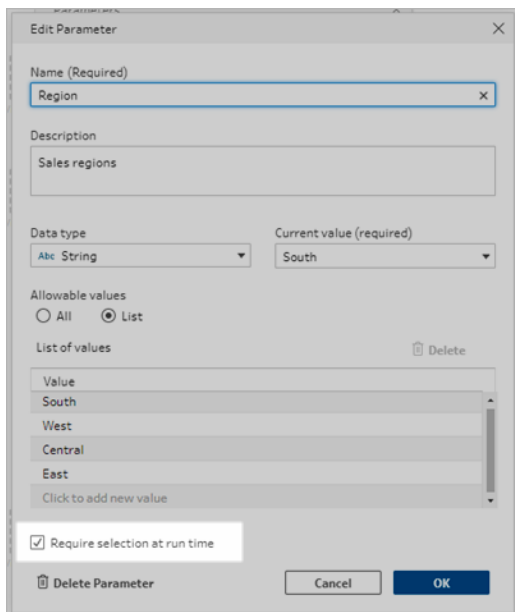 Parameters
Edit Parameter
Name (Required)
Region
Description
Sales regions
Data type
Current value (required)
Abc String
South
Allowable values
All
List
List of values
Delete
Value
South
West
Central
East
Click to add new value
Require selection at run time
Delete Parameter
Cancel
OK